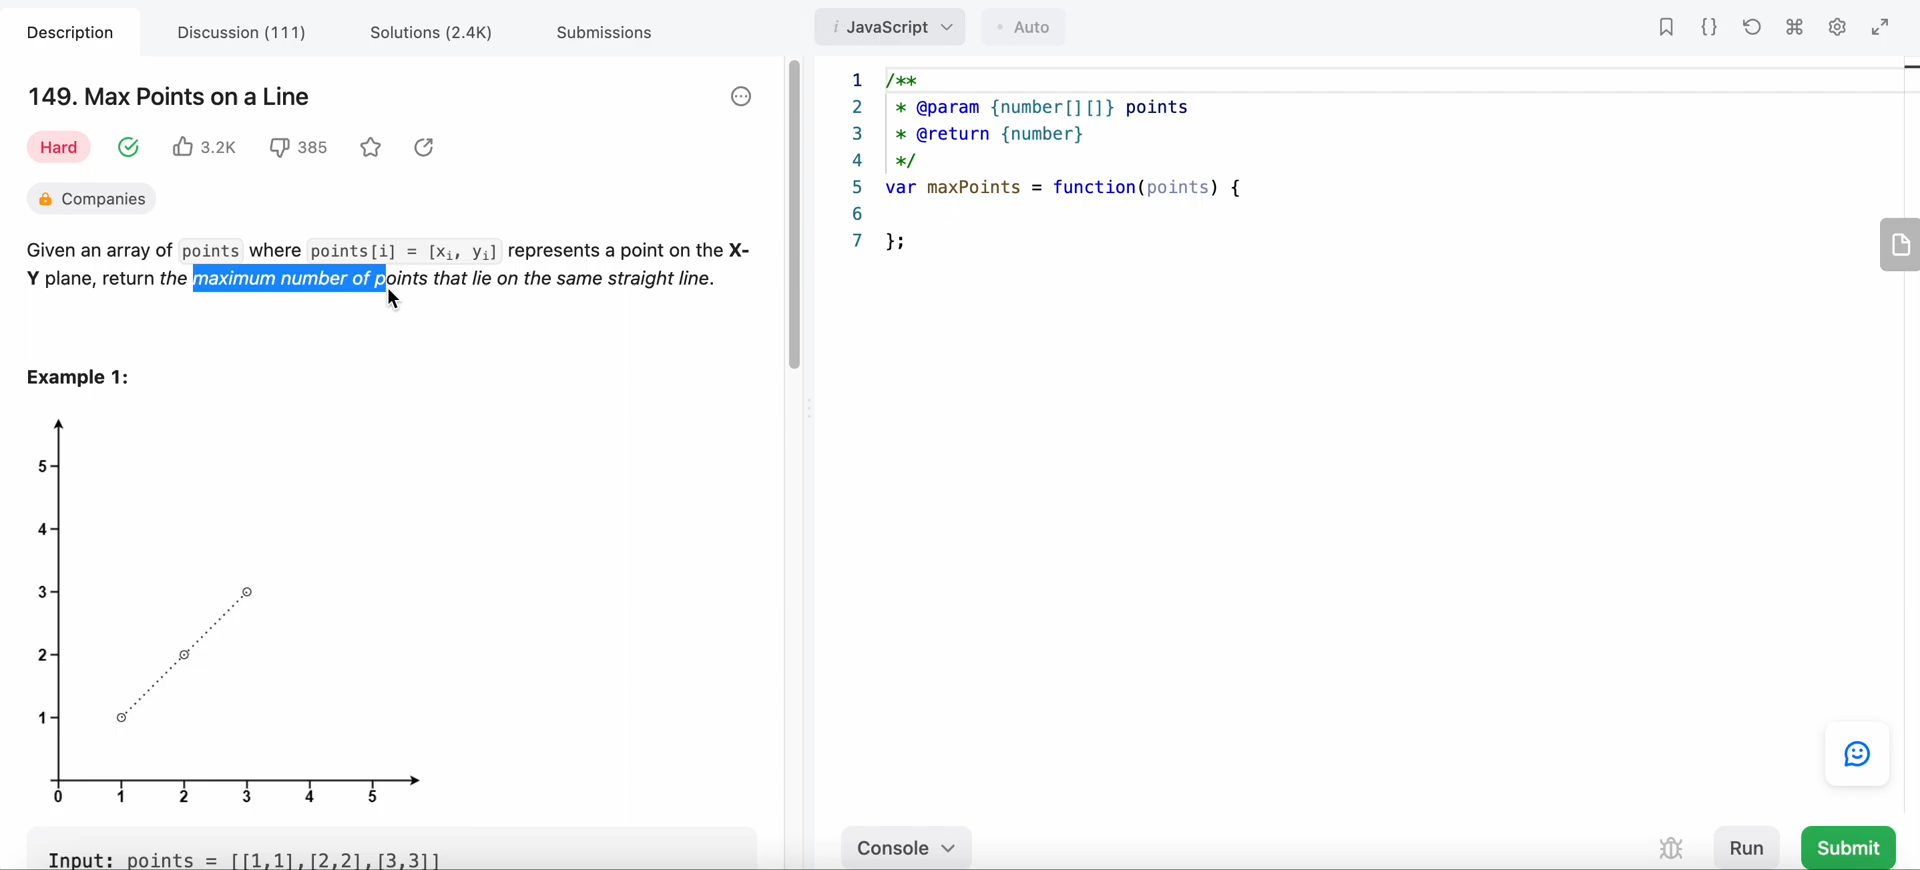 Description Discussion (111) Solutions (2.4K) Submissions
149. Max Points on a Line
Hard 3.2K 385
Companies
Given an array of points where points[i] = [xi, yi] represents a point on the X-
Y plane, return the maximum number of points that lie on the same straight line.
Example 1:
5
4
3
2
1
0 1 2 3 4 5
Input: points = [[1,1],[2,2],[3,3]]
i JavaScript • Auto
{}
1 /**
2 * @param {number[][]} points
3 * @return {number}
4 */
5 var maxPoints = function(points) {
6
7 };
Console Run Submit